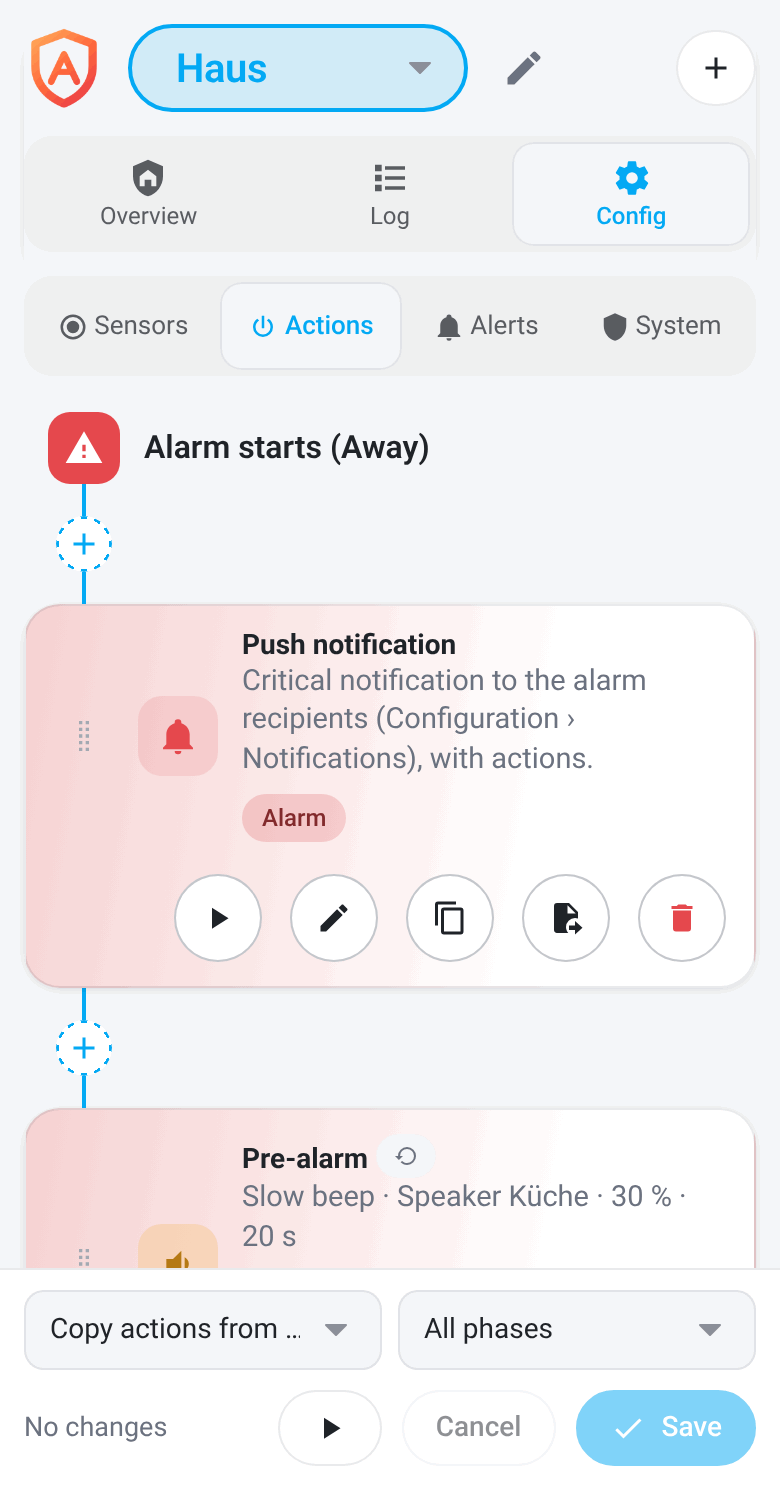 Haus
Overview
Log
Config
Sensors
Actions
Alerts
System
Alarm starts (Away)
Push notification
Critical notification to the alarm
recipients (Configuration ›
Notifications), with actions.
Alarm
Pre-alarm
Slow beep · Speaker Küche · 30 % ·
20 s
Copy actions from ...
All phases
No changes
Cancel
Save